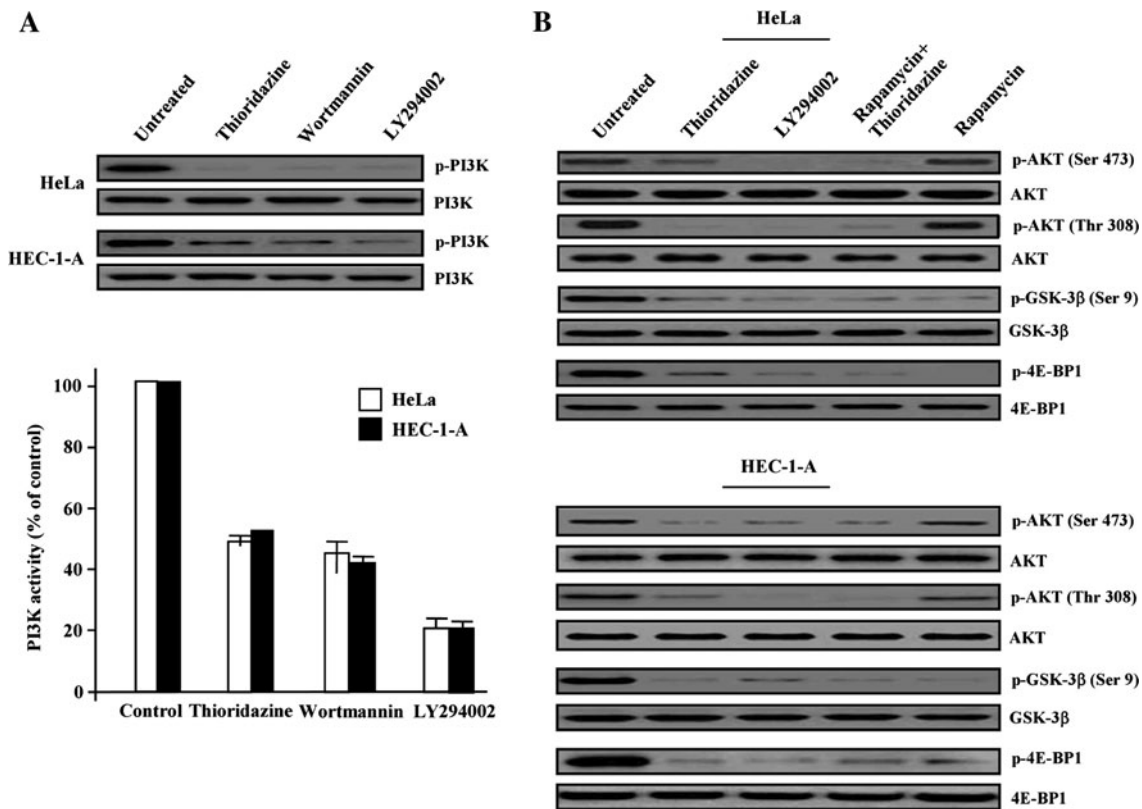 A
Untreated
Thioridazine
Wortmannin
LY294002
HeLa
p-PI3K
PI3K
HEC-1-A
p-PI3K
PI3K
PI3K activity (% of control)
100
80
60
40
20
0
HeLa
HEC-1-A
Control Thioridazine Wortmannin LY294002
B
HeLa
Untreated
Thioridazine
LY294002
Rapamycin+
Thioridazine
Rapamycin
p-AKT (Ser 473)
AKT
p-AKT (Thr 308)
AKT
p-GSK-3β (Ser 9)
GSK-3β
p-4E-BP1
4E-BP1
HEC-1-A
p-AKT (Ser 473)
AKT
p-AKT (Thr 308)
AKT
p-GSK-3β (Ser 9)
GSK-3β
p-4E-BP1
4E-BP1